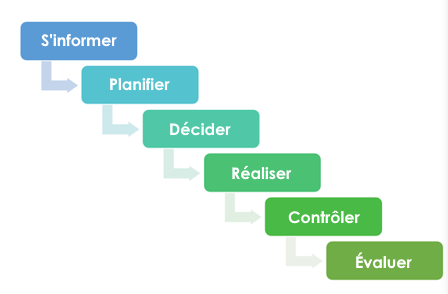 S'informer
Planifier
Décider
Réaliser
Contrôler
Évaluer